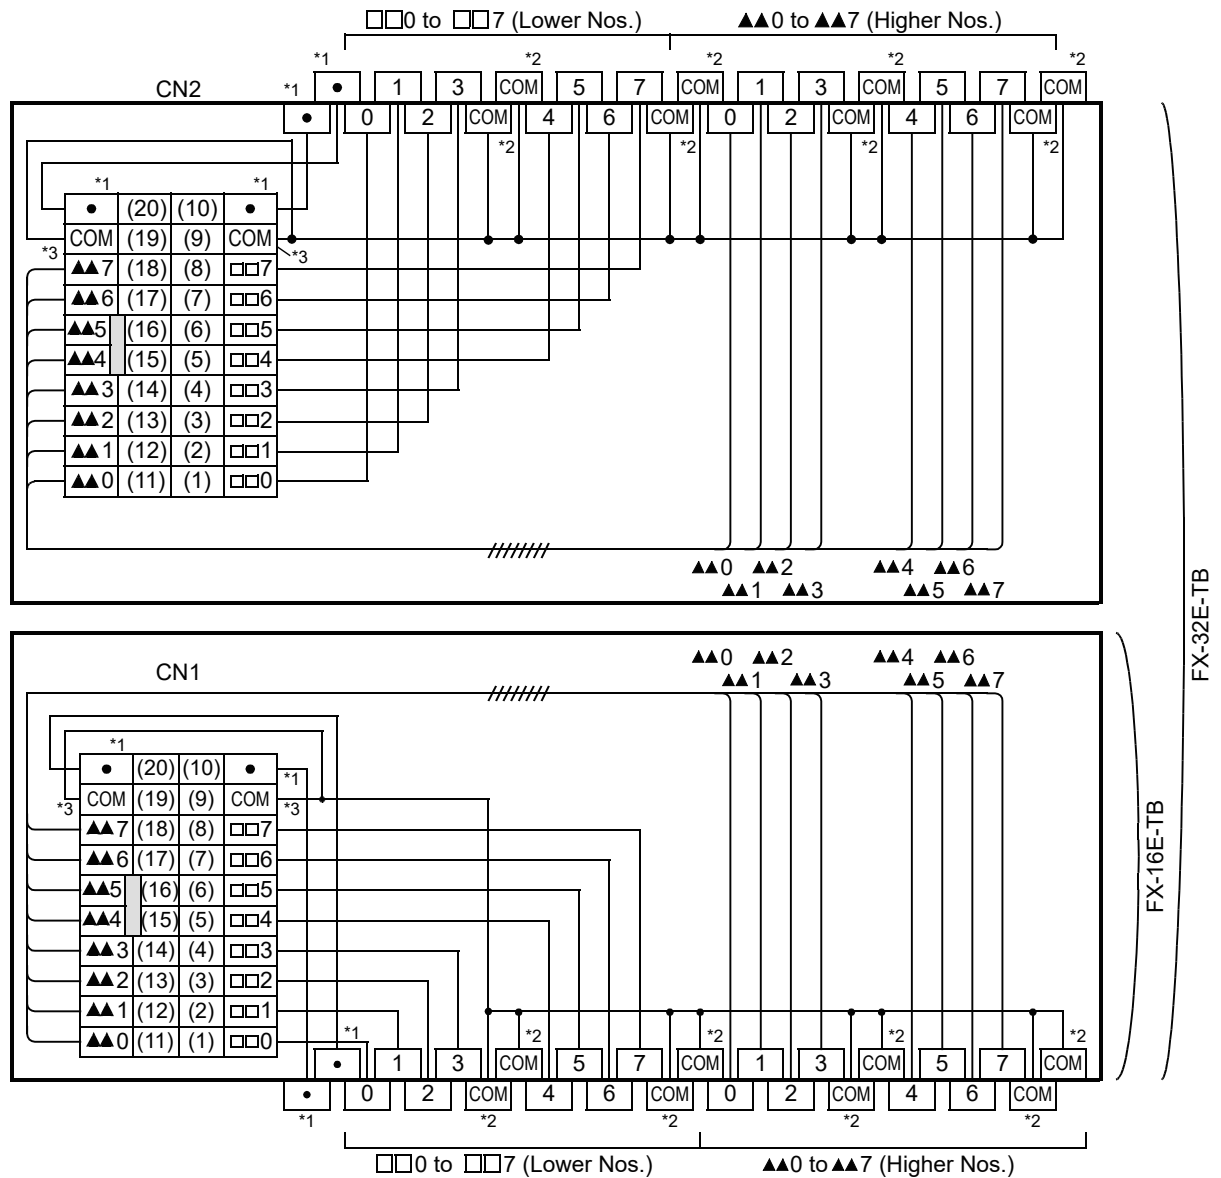 □□0 to □□7 (Lower Nos.) ▲▲0 to ▲▲7 (Higher Nos.)
*1 *2 *2 *2 *2
CN2 *1 • 1 3 COM 5 7 COM 1 3 COM 5 7 COM
• 0 2 COM 4 6 COM 0 2 COM 4 6 COM
*2 *2 *2 *2
*1 *1
• (20) (10) •
COM (19) (9) COM
*3 *3
▲▲7 (18) (8) □□7
▲▲6 (17) (7) □□6
▲▲5 (16) (6) □□5
▲▲4 (15) (5) □□4
▲▲3 (14) (4) □□3
▲▲2 (13) (3) □□2
▲▲1 (12) (2) □□1
▲▲0 (11) (1) □□0
▲▲0 ▲▲2 ▲▲4 ▲▲6
▲▲1 ▲▲3 ▲▲5 ▲▲7
FX-32E-TB
CN1
▲▲0 ▲▲2 ▲▲4 ▲▲6
▲▲1 ▲▲3 ▲▲5 ▲▲7
*1
• (20) (10) • *1
*3 COM (19) (9) COM *3
▲▲7 (18) (8) □□7
▲▲6 (17) (7) □□6
▲▲5 (16) (6) □□5
▲▲4 (15) (5) □□4
▲▲3 (14) (4) □□3
▲▲2 (13) (3) □□2
▲▲1 (12) (2) □□1
▲▲0 (11) (1) □□0
FX-16E-TB
*1 *2 *2 *2 *2
• 1 3 COM 5 7 COM 1 3 COM 5 7 COM
• 0 2 COM 4 6 COM 0 2 COM 4 6 COM
*1 *2 *2 *2 *2
□□0 to □□7 (Lower Nos.) ▲▲0 to ▲▲7 (Higher Nos.)